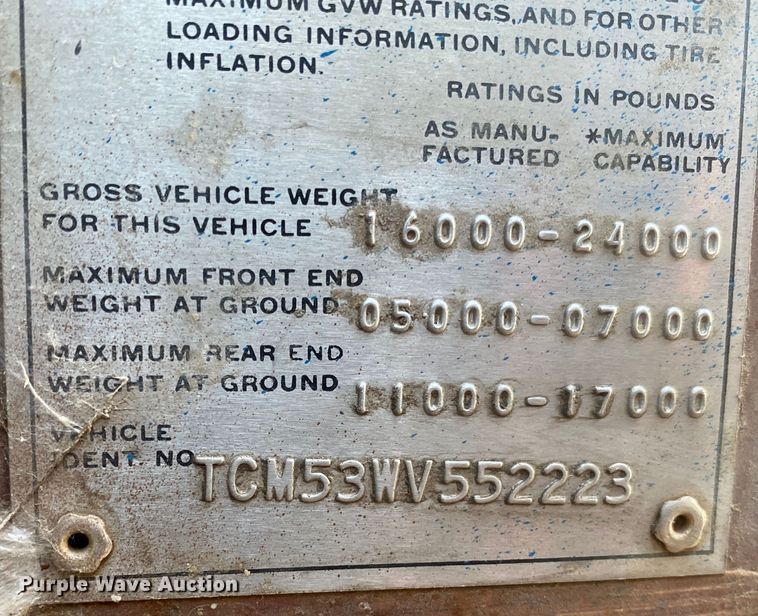 MAXIMUM GVW RATINGS, AND FOR OTHER
LOADING INFORMATION, INCLUDING TIRE
INFLATION.
RATINGS IN POUNDS
AS MANU- *MAXIMUM
FACTURED CAPABILITY
GROSS VEHICLE WEIGHT
FOR THIS VEHICLE 16000-24000
MAXIMUM FRONT END
WEIGHT AT GROUND 05000-07000
MAXIMUM REAR END
WEIGHT AT GROUND 11000-17000
VEHICLE
IDENT. NO. TCM53WV552223
Purple Wave Auction